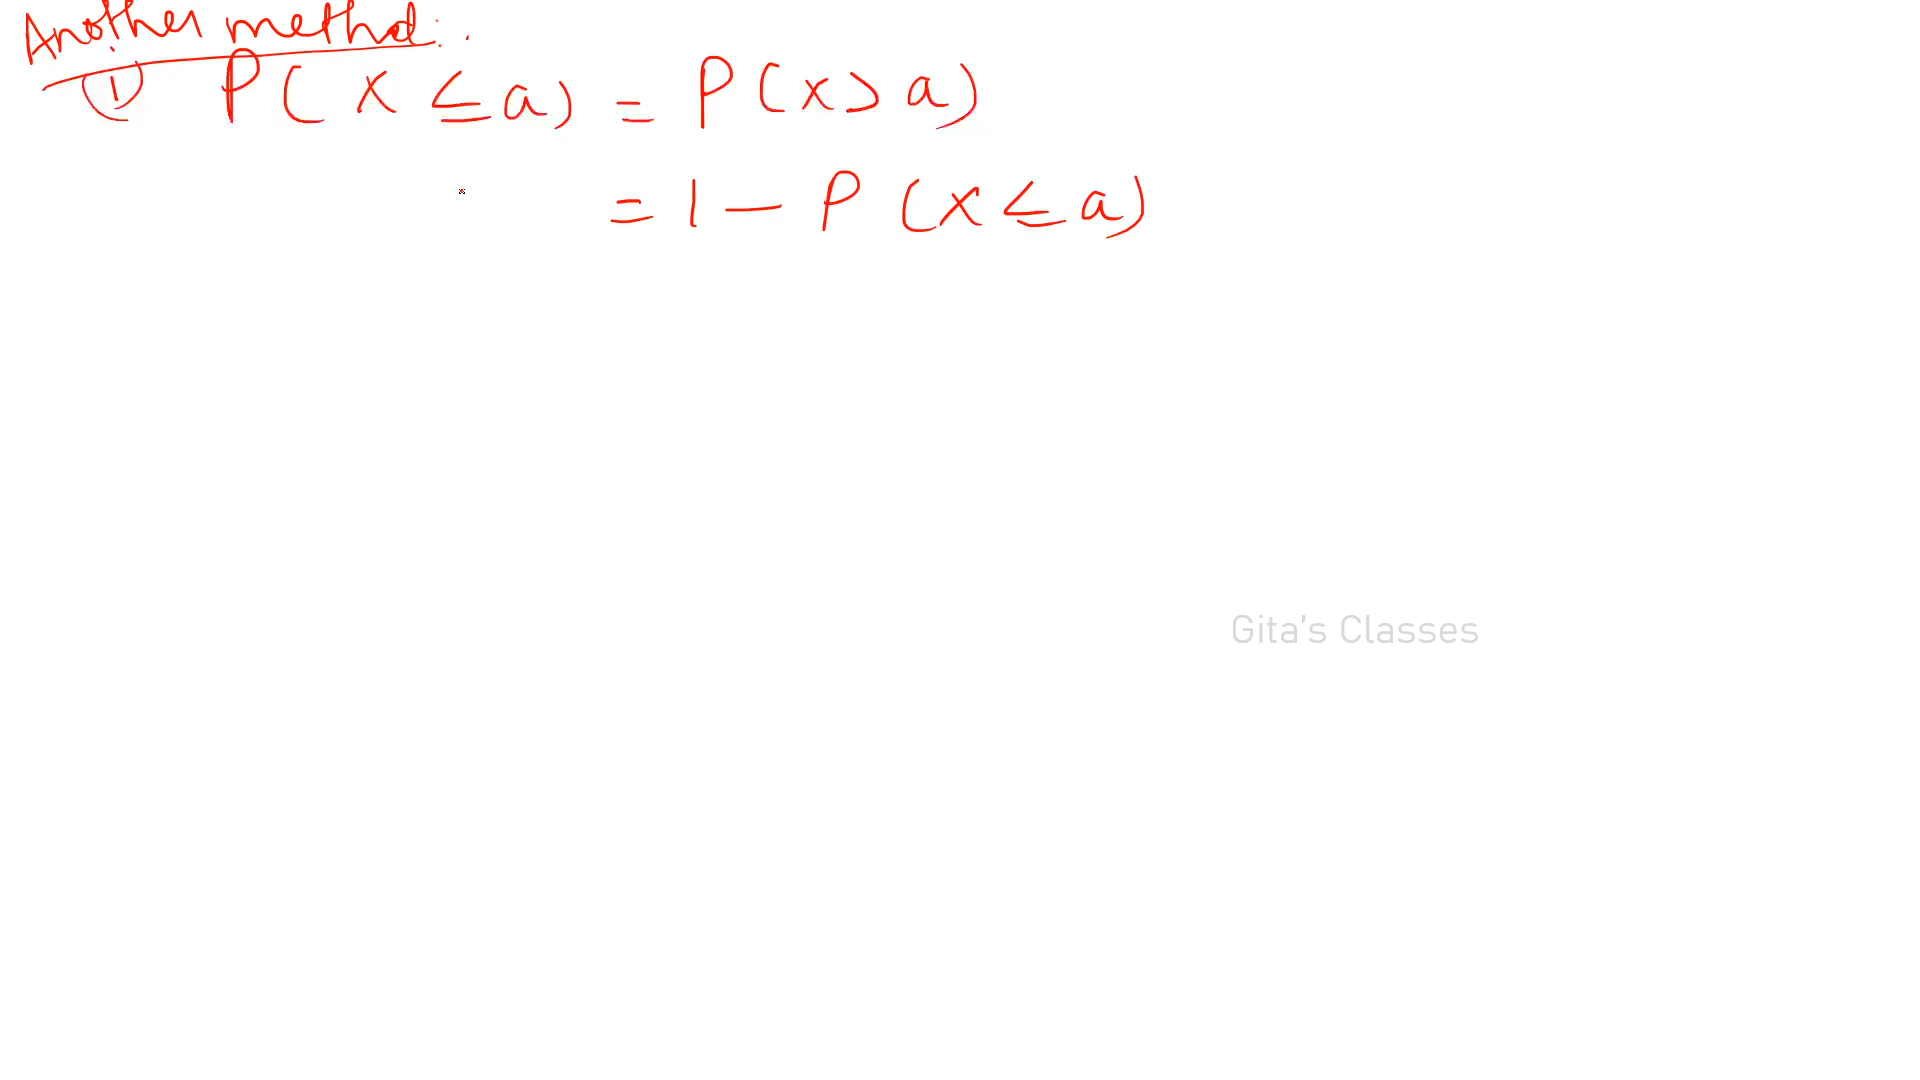 Another method:
① P(X ≤ a) = P(X > a)
= 1 - P(X ≤ a)
Gita's Classes